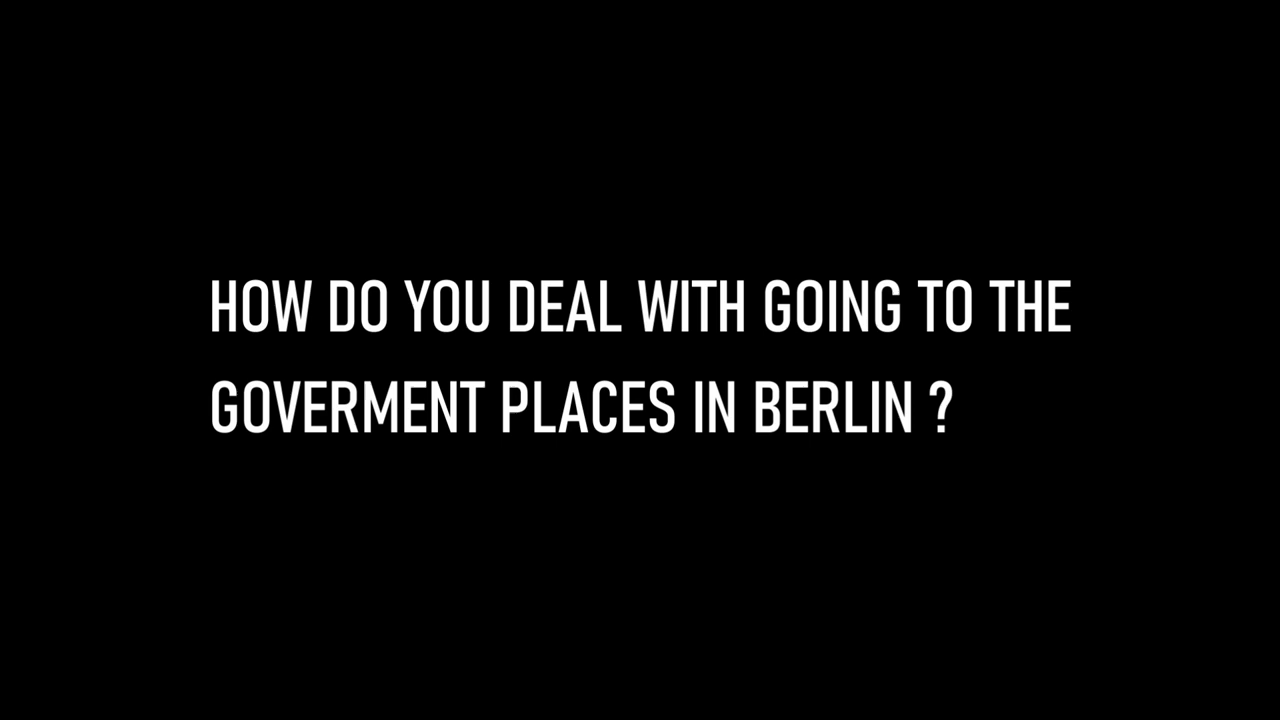 HOW DO YOU DEAL WITH GOING TO THE
GOVERMENT PLACES IN BERLIN ?